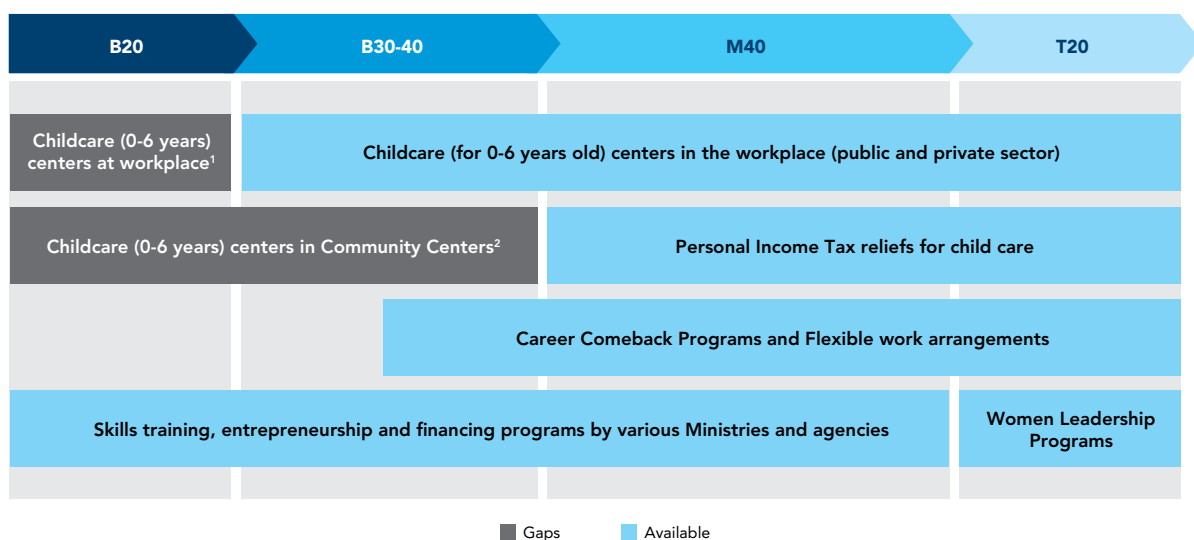 B20
B30-40
M40
T20
Childcare (0-6 years)
centers at workplace¹
Childcare (for 0-6 years old) centers in the workplace (public and private sector)
Childcare (0-6 years) centers in Community Centers²
Personal Income Tax reliefs for child care
Career Comeback Programs and Flexible work arrangements
Skills training, entrepreneurship and financing programs by various Ministries and agencies
Women Leadership
Programs
Gaps
Available